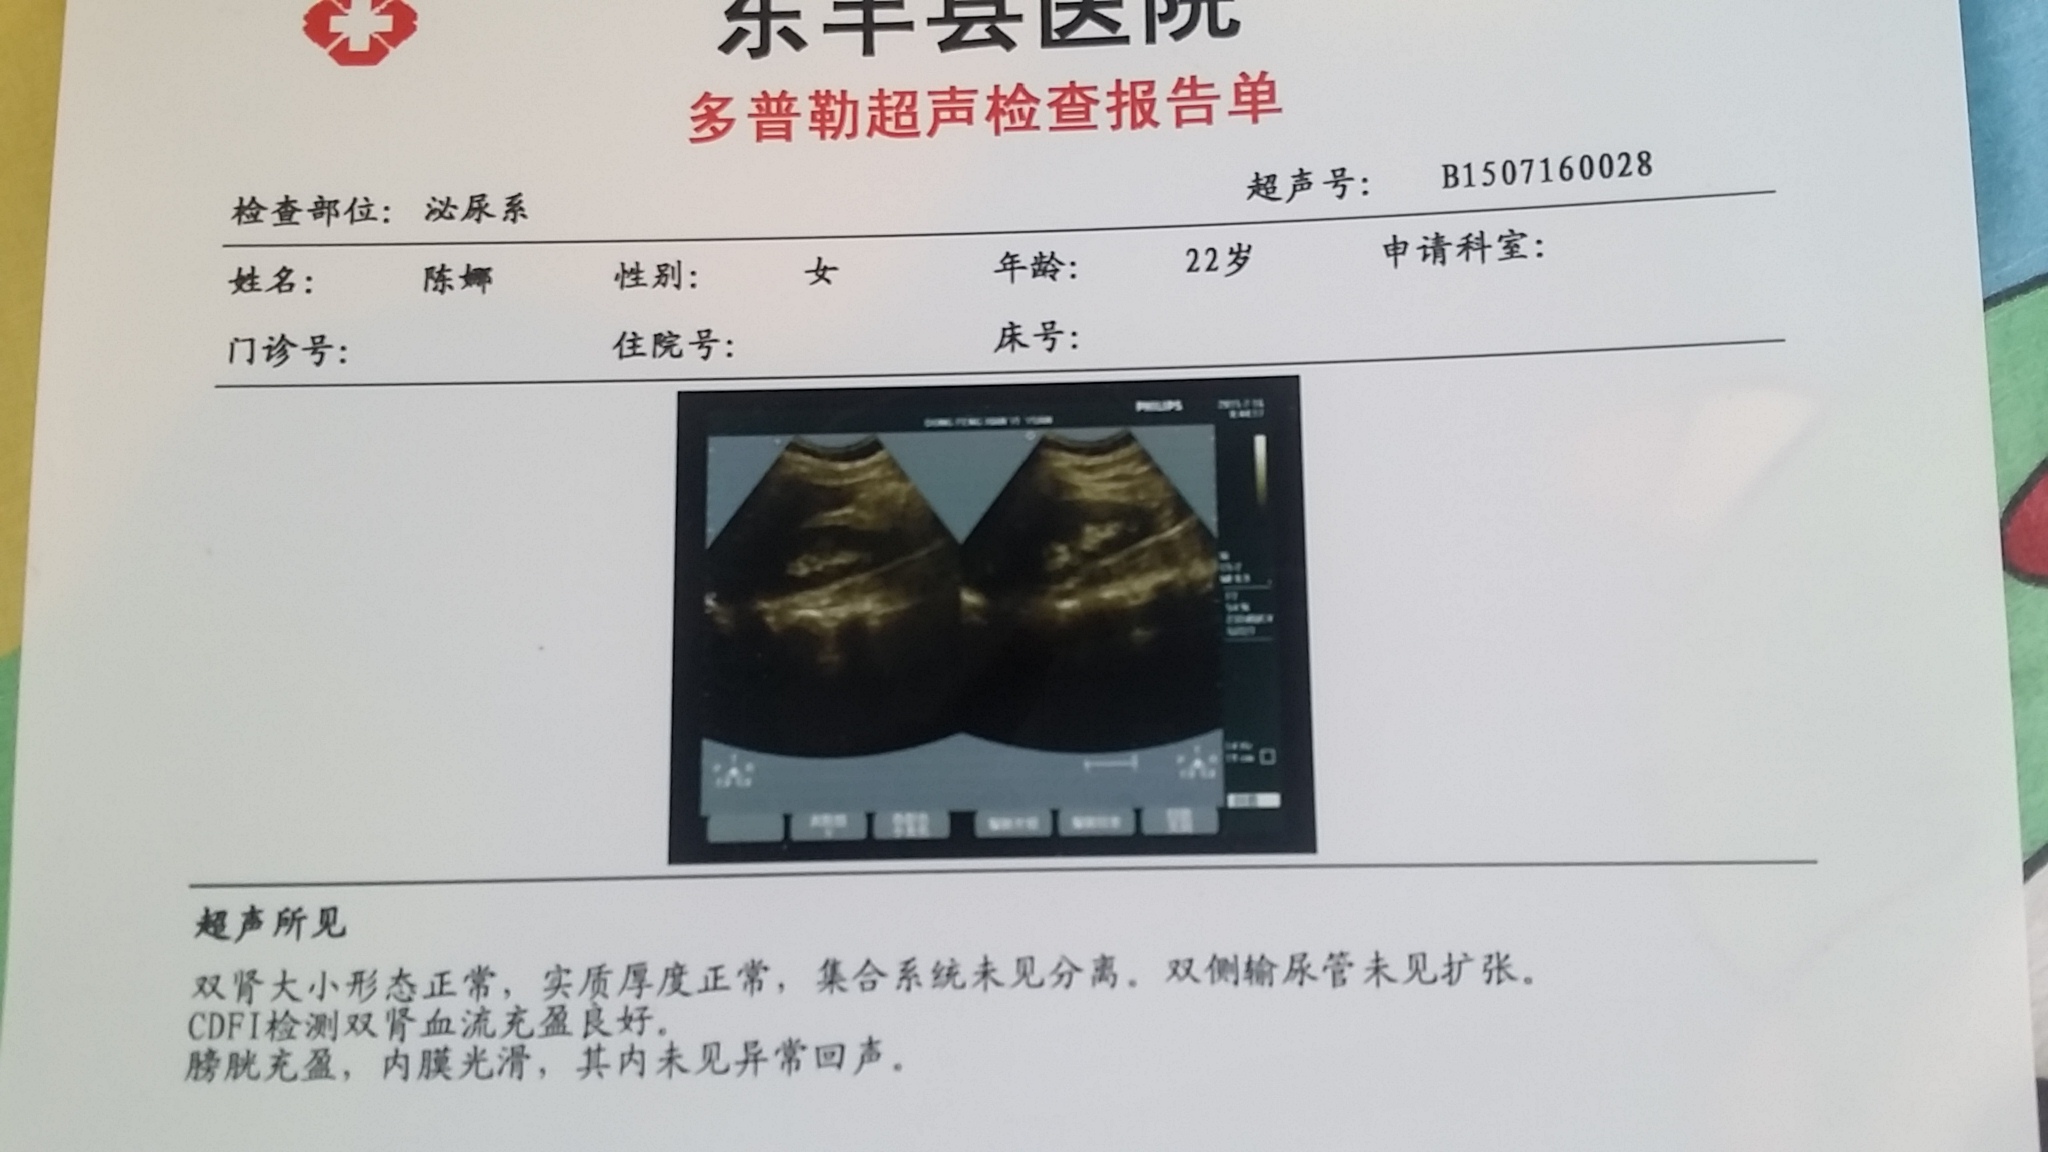 东丰县医院
多普勒超声检查报告单
检查部位: 泌尿系 超声号: B1507160028
姓名: 陈娜 性别: 女 年龄: 22岁 申请科室:
门诊号: 住院号: 床号:
PHILIPS
DONG FENG XIAN YI YUAN
超声所见
双肾大小形态正常，实质厚度正常，集合系统未见分离。双侧输尿管未见扩张。
CDFI检测双肾血流充盈良好。
膀胱充盈，内膜光滑，其内未见异常回声。